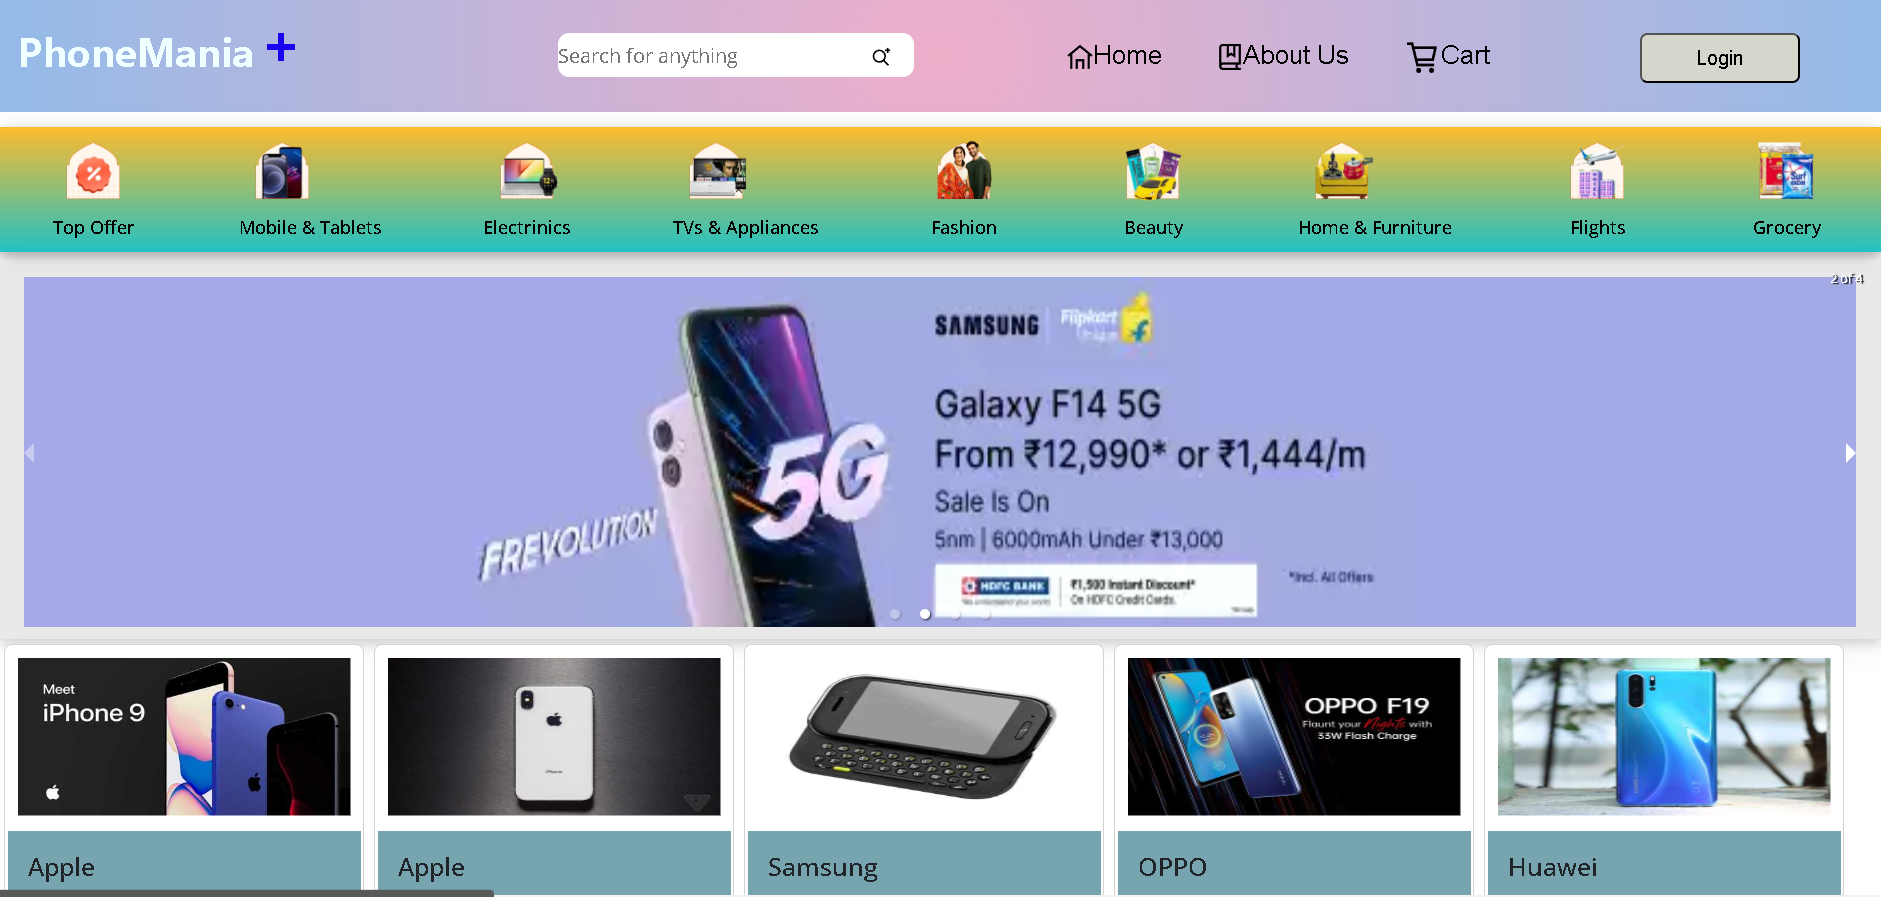 PhoneMania +
Search for anything
Home
About Us
Cart
Login
Top Offer
Mobile & Tablets
Electrinics
TVs & Appliances
Fashion
Beauty
Home & Furniture
Flights
Grocery
2 of 4
SAMSUNG
Flipkart
Galaxy F14 5G
From ₹12,990* or ₹1,444/m
Sale Is On
5nm | 6000mAh Under ₹13,000
HDFC BANK
₹1,500 Instant Discount*
On HDFC Credit Cards.
*Incl. All Offers
5G
FREVOLUTION
Meet
iPhone 9
OPPO F19
Flaunt your Nights with
33W Flash Charge
Surf
Apple
Apple
Samsung
OPPO
Huawei